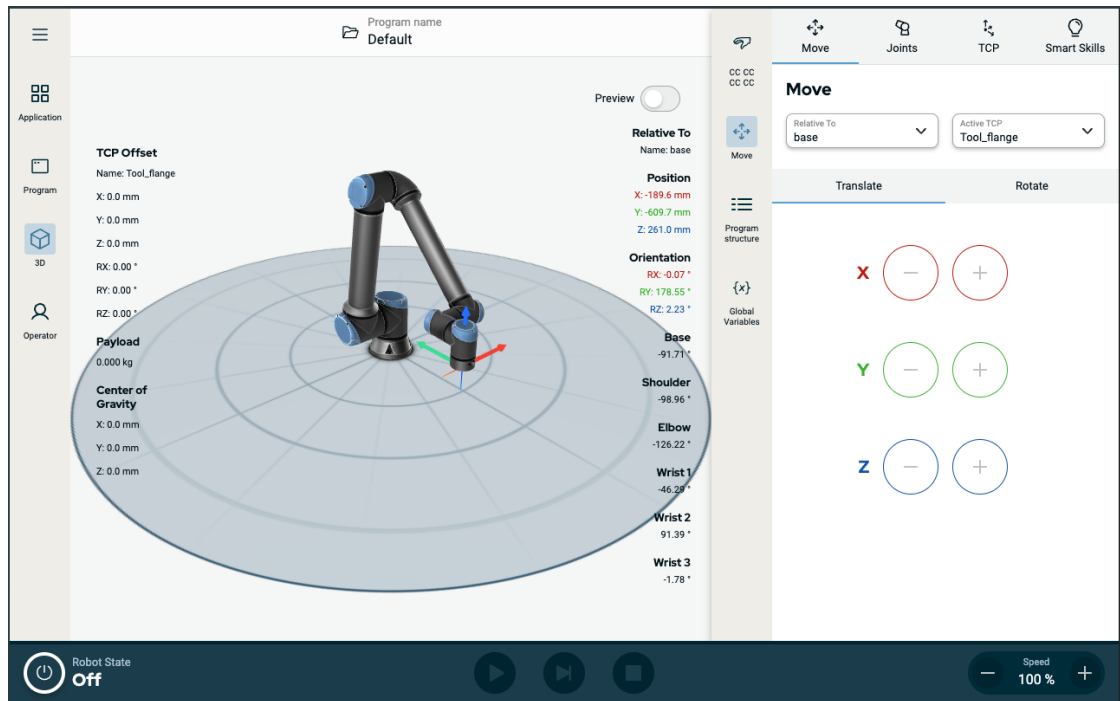 Program name
Default
Application
Program
3D
Operator
Preview
TCP Offset
Name: Tool_flange
X: 0.0 mm
Y: 0.0 mm
Z: 0.0 mm
RX: 0.00 °
RY: 0.00 °
RZ: 0.00 °
Payload
0.000 kg
Center of
Gravity
X: 0.0 mm
Y: 0.0 mm
Z: 0.0 mm
Relative To
Name: base
Position
X: -189.6 mm
Y: -609.7 mm
Z: 261.0 mm
Orientation
RX: -0.07 °
RY: 178.55 °
RZ: 2.23 °
Base
-91.71 °
Shoulder
-98.96 °
Elbow
-126.22 °
Wrist 1
-46.29 °
Wrist 2
91.39 °
Wrist 3
-1.78 °
CC CC
CC CC
Move
Program
structure
{x}
Global
Variables
Move
Joints
TCP
Smart Skills
Move
Relative To
base
Active TCP
Tool_flange
Translate
Rotate
X − +
Y − +
Z − +
Robot State
Off
Speed
− 100 % +